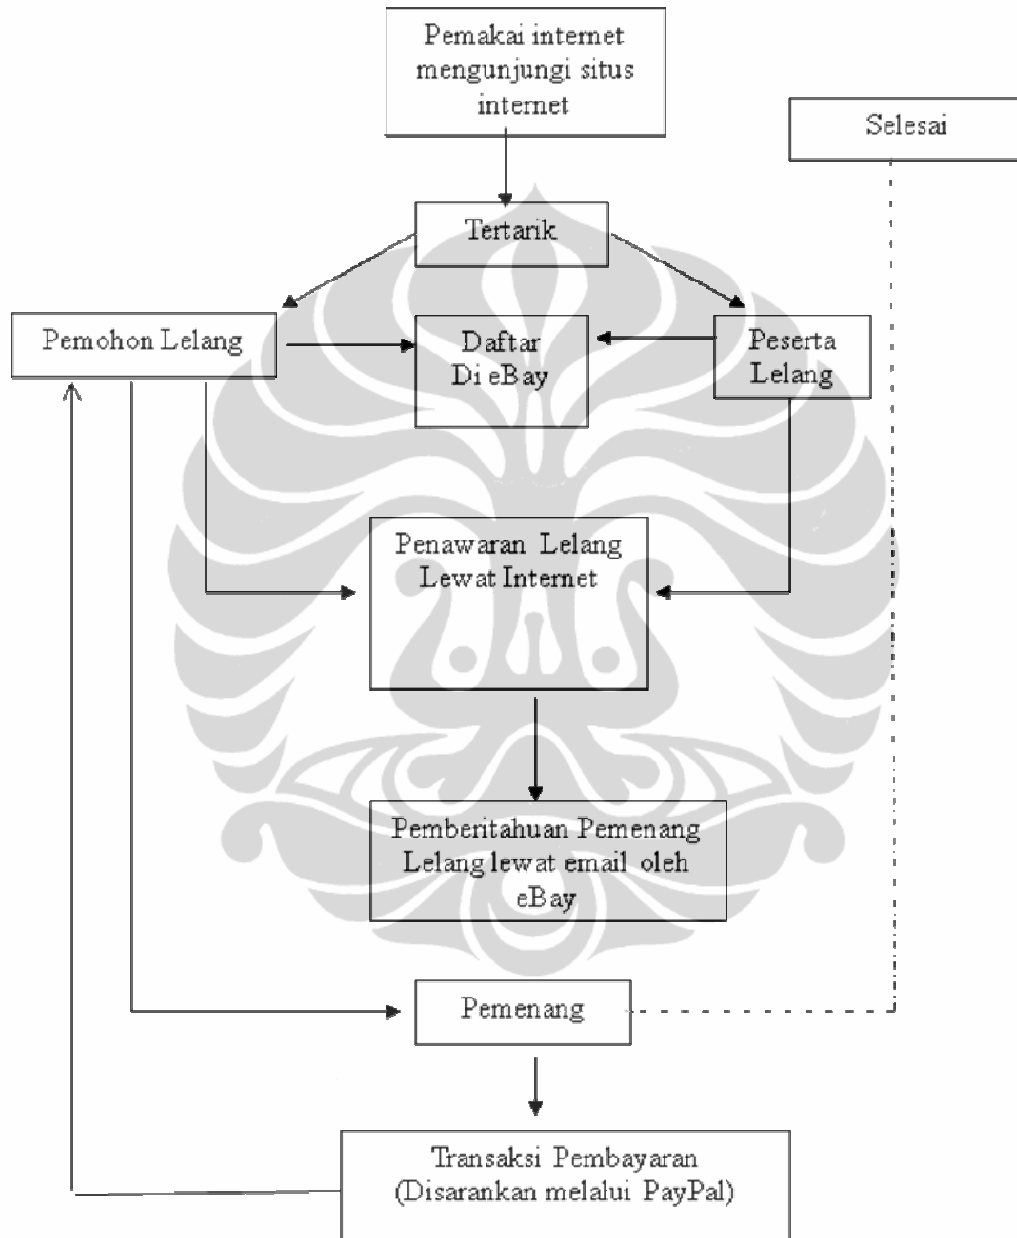 Pemakai internet
mengunjungi situs
internet
Selesai
Tertarik
Pemohon Lelang
Daftar
Di eBay
Peserta
Lelang
Penawaran Lelang
Lewat Internet
Pemberitahuan Pemenang
Lelang lewat email oleh
eBay
Pemenang
Transaksi Pembayaran
(Disarankan melalui PayPal)